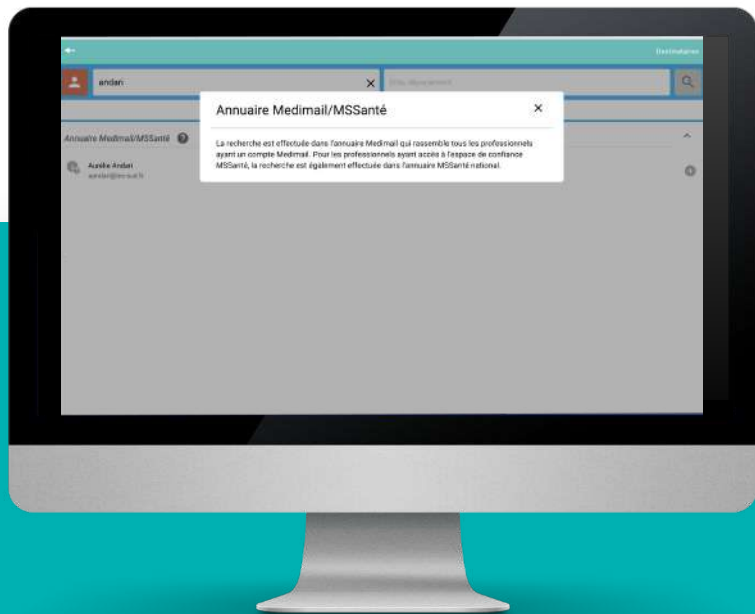 Destinataires
andari
Annuaire Medimail/MSSanté
La recherche est effectuée dans l'annuaire Medimail qui rassemble tous les professionnels
ayant un compte Medimail. Pour les professionnels ayant accès à l'espace de confiance
MSSanté, la recherche est également effectuée dans l'annuaire MSSanté national.
Annuaire Medimail/MSSanté
Aurélie Andari